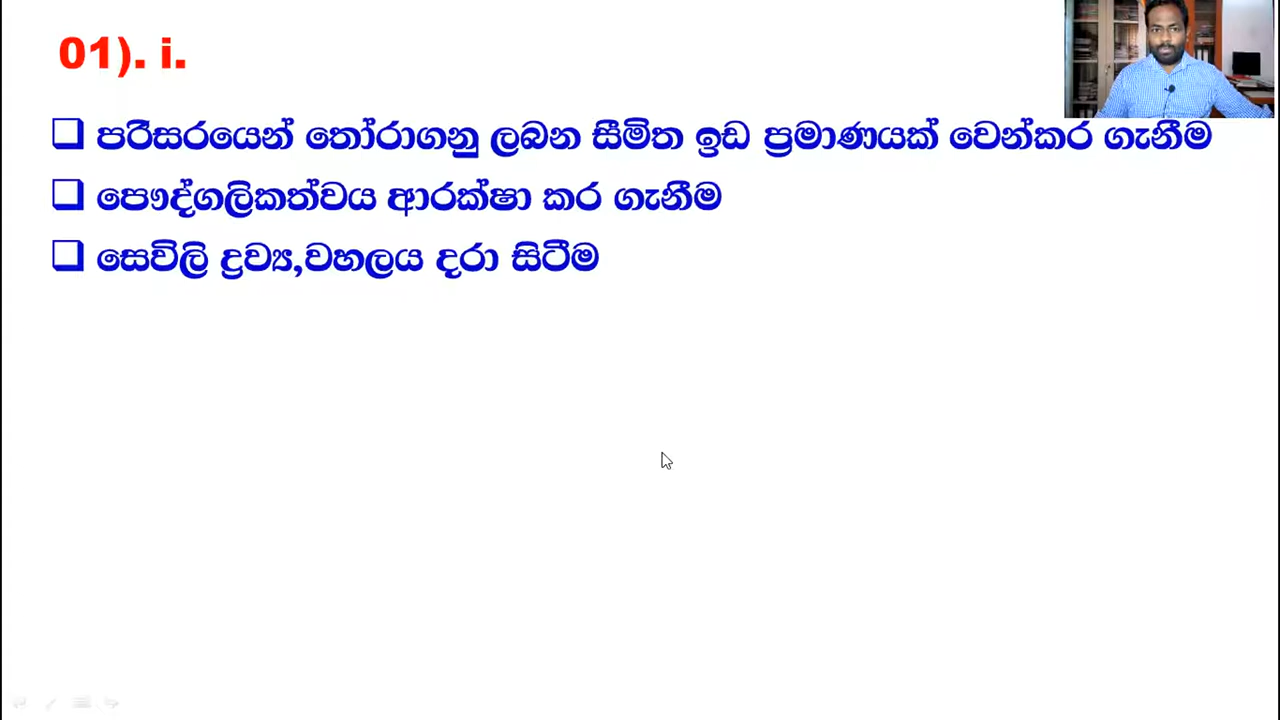 01). i.
❑ පරිසරයෙන් තෝරාගනු ලබන සීමිත ඉඩ ප්‍රමාණයක් වෙන්කර ගැනීම
❑ පෞද්ගලිකත්වය ආරක්ෂා කර ගැනීම
❑ සෙවිලි ද්‍රව්‍ය,වහලය දරා සිටීම